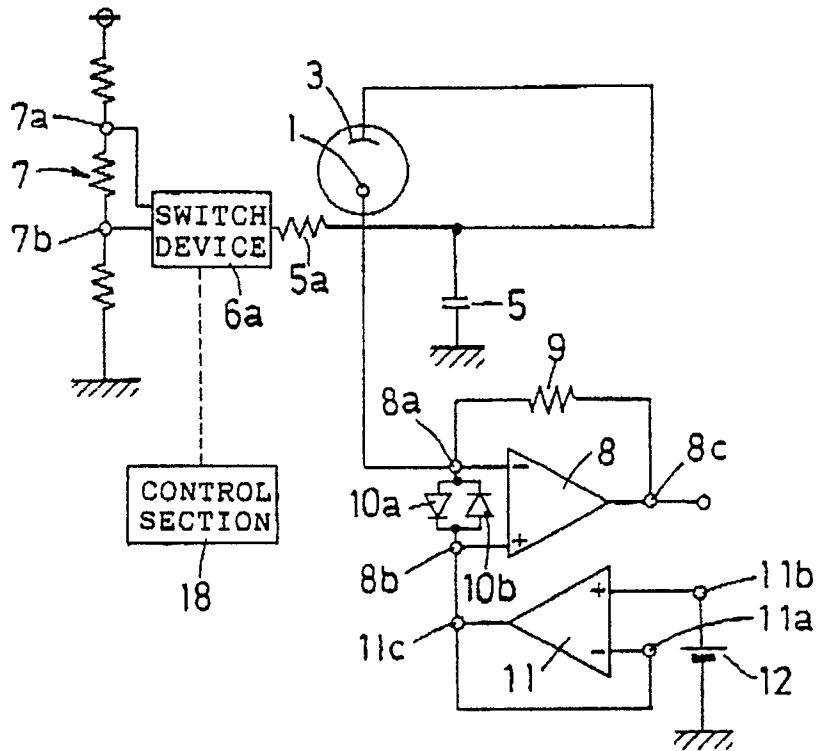 7a
7
7b
SWITCH
DEVICE
6a
5a
3
1
5
CONTROL
SECTION
18
9
8a
8
8c
10a
10b
8b
-
+
11c
11
+
-
11b
11a
12